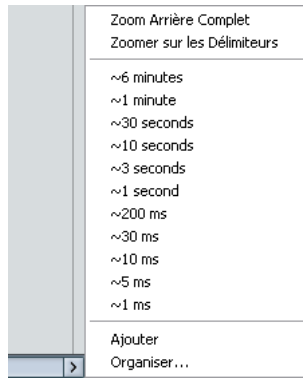 Zoom Arrière Complet
Zoomer sur les Délimiteurs
~6 minutes
~1 minute
~30 seconds
~10 seconds
~3 seconds
~1 second
~200 ms
~30 ms
~10 ms
~5 ms
~1 ms
Ajouter
Organiser...